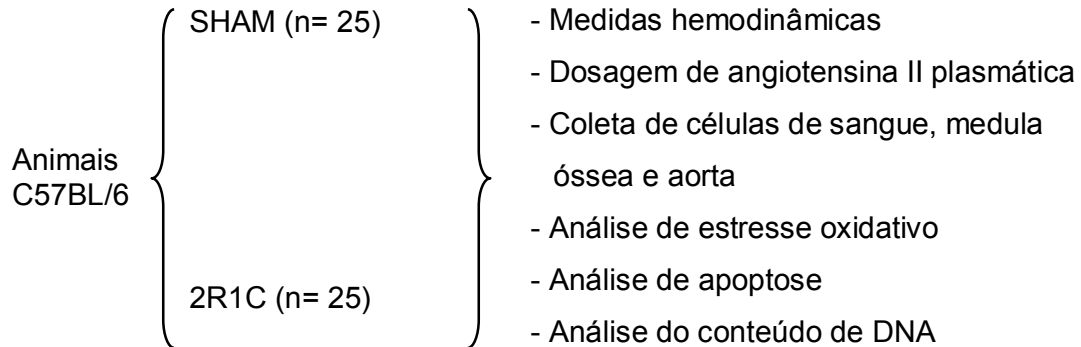 Animais
C57BL/6
SHAM (n= 25)
2R1C (n= 25)
- Medidas hemodinâmicas
- Dosagem de angiotensina II plasmática
- Coleta de células de sangue, medula
óssea e aorta
- Análise de estresse oxidativo
- Análise de apoptose
- Análise do conteúdo de DNA